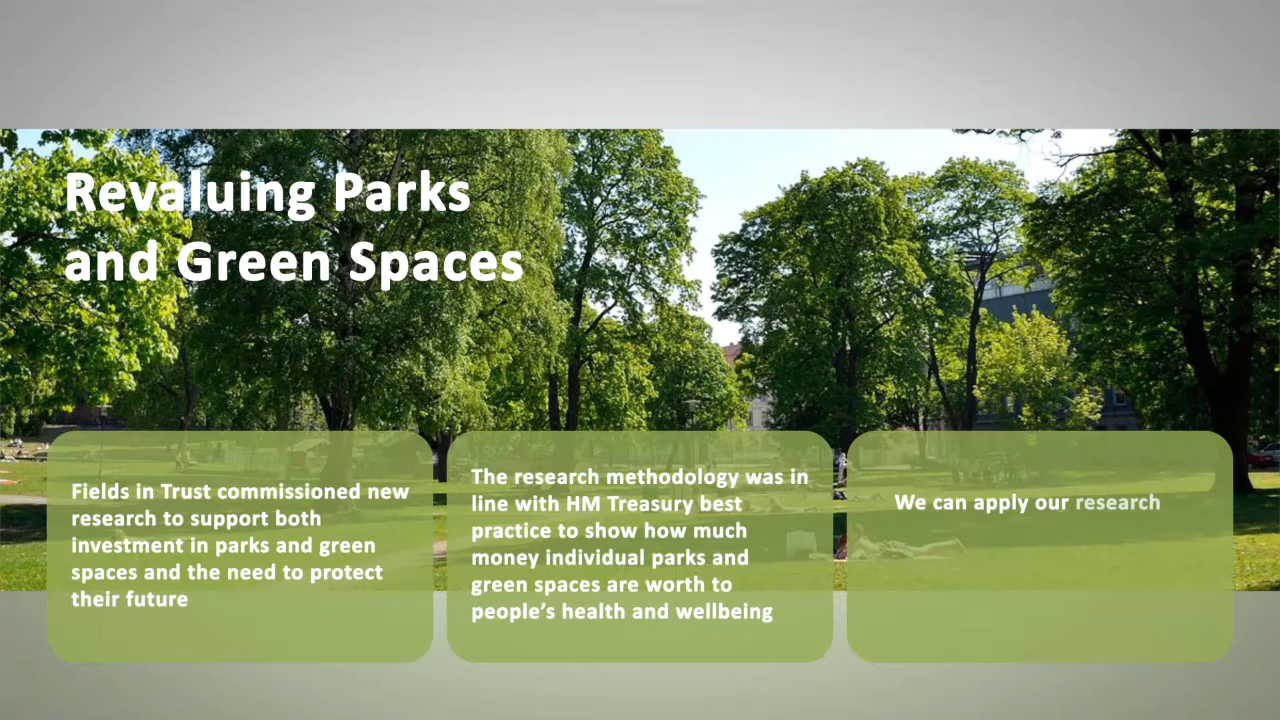 Revaluing Parks
and Green Spaces
Fields in Trust commissioned new
research to support both
investment in parks and green
spaces and the need to protect
their future
The research methodology was in
line with HM Treasury best
practice to show how much
money individual parks and
green spaces are worth to
people’s health and wellbeing
We can apply our research